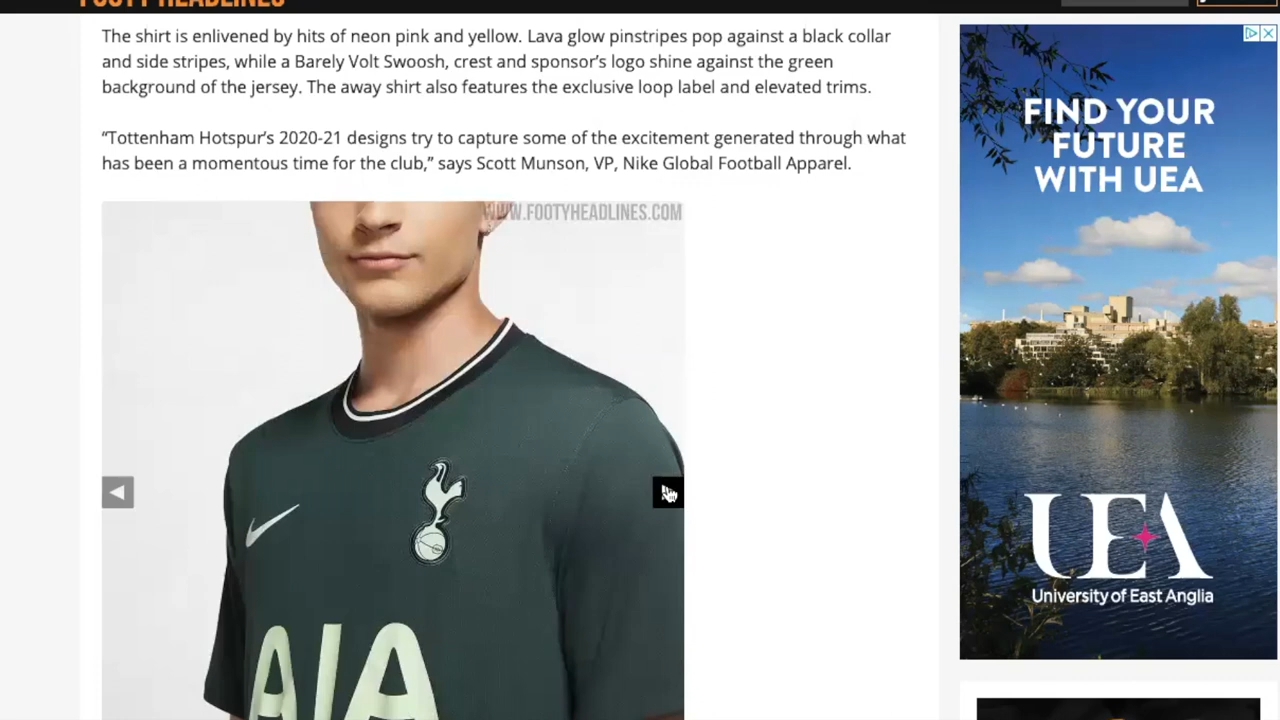 FOOTY HEADLINES
The shirt is enlivened by hits of neon pink and yellow. Lava glow pinstripes pop against a black collar
and side stripes, while a Barely Volt Swoosh, crest and sponsor's logo shine against the green
background of the jersey. The away shirt also features the exclusive loop label and elevated trims.
“Tottenham Hotspur's 2020-21 designs try to capture some of the excitement generated through what
has been a momentous time for the club,” says Scott Munson, VP, Nike Global Football Apparel.
WWW.FOOTYHEADLINES.COM
AIA
FIND YOUR
FUTURE
WITH UEA
UEA
University of East Anglia